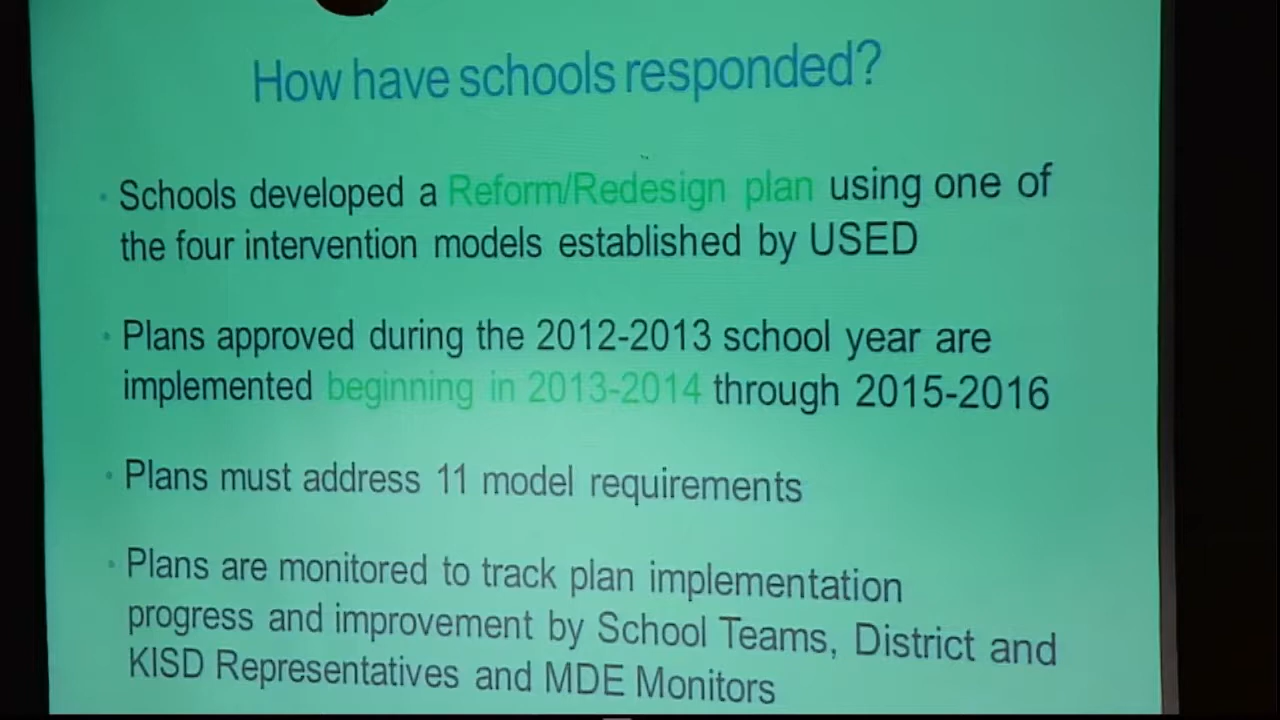 How have schools responded?
• Schools developed a Reform/Redesign plan using one of
the four intervention models established by USED
• Plans approved during the 2012-2013 school year are
implemented beginning in 2013-2014 through 2015-2016
• Plans must address 11 model requirements
• Plans are monitored to track plan implementation
progress and improvement by School Teams, District and
KISD Representatives and MDE Monitors